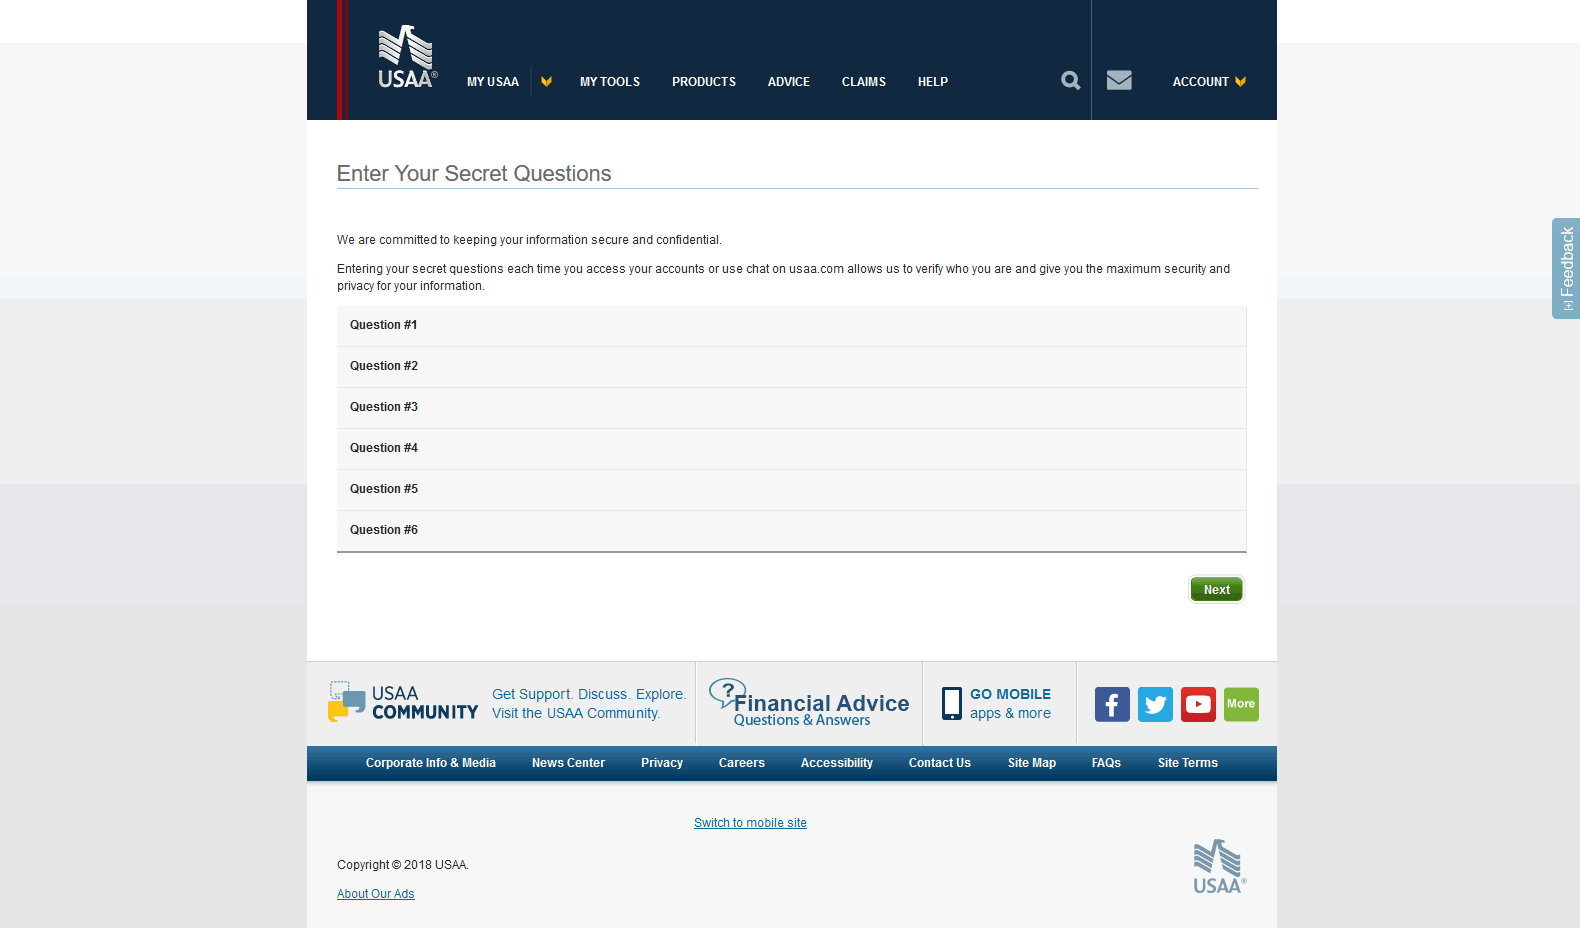 USAA®
MY USAA
MY TOOLS
PRODUCTS
ADVICE
CLAIMS
HELP
ACCOUNT
Enter Your Secret Questions
We are committed to keeping your information secure and confidential.
Entering your secret questions each time you access your accounts or use chat on usaa.com allows us to verify who you are and give you the maximum security and
privacy for your information.
[+] Feedback
Question #1
Question #2
Question #3
Question #4
Question #5
Question #6
Next
USAA
COMMUNITY
Get Support. Discuss. Explore.
Visit the USAA Community.
?
Financial Advice
Questions & Answers
GO MOBILE
apps & more
More
Corporate Info & Media
News Center
Privacy
Careers
Accessibility
Contact Us
Site Map
FAQs
Site Terms
Switch to mobile site
Copyright © 2018 USAA.
About Our Ads
USAA®